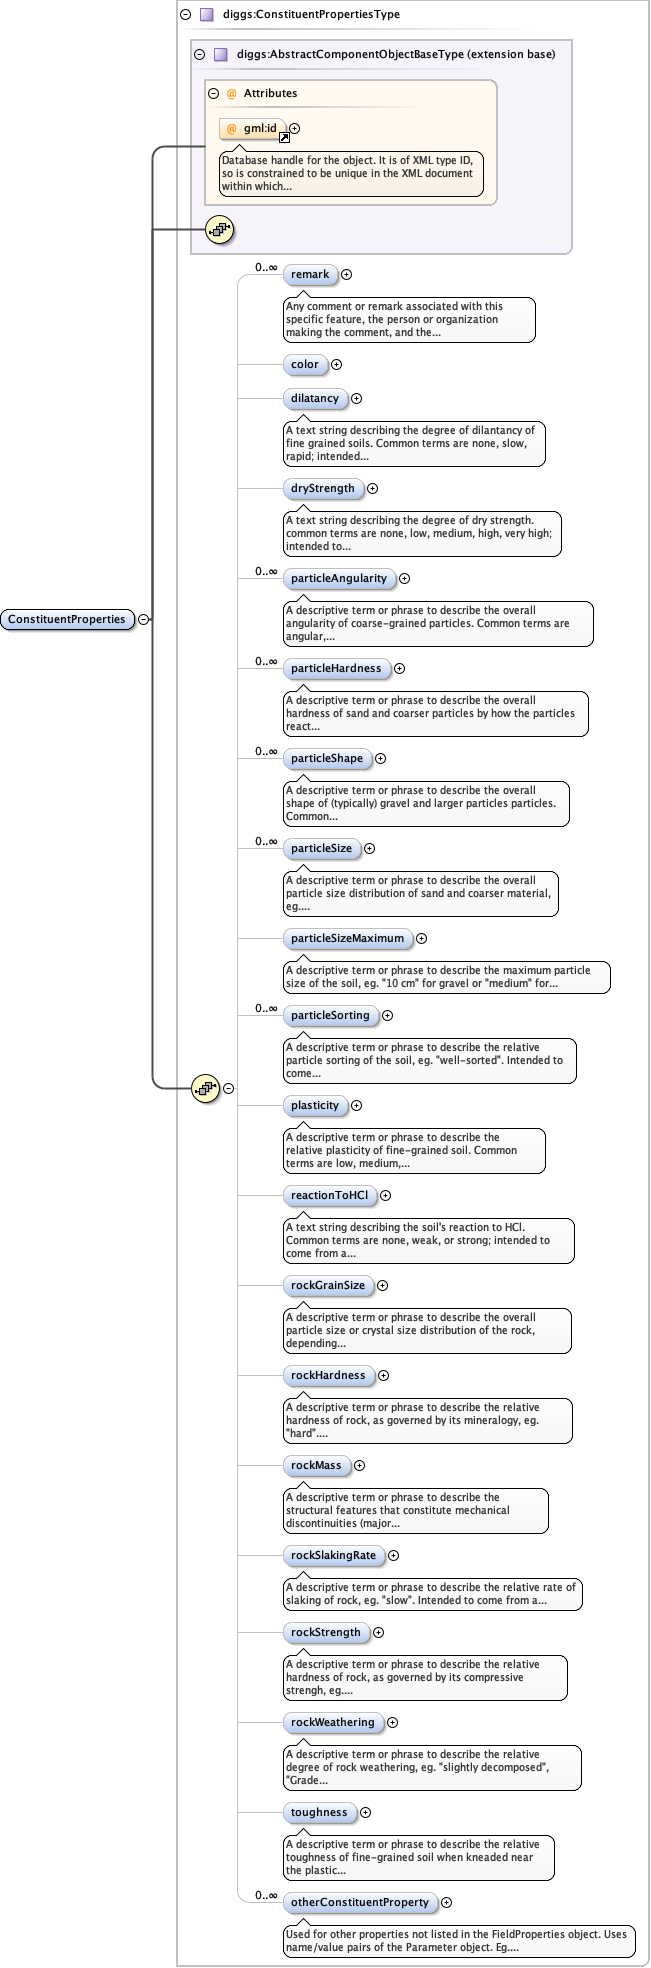 diggs:ConstituentPropertiesType
diggs:AbstractComponentObjectBaseType (extension base)
@ Attributes
@ gml:id
Database handle for the object. It is of XML type ID,
so is constrained to be unique in the XML document
within which...
0..∞
remark
Any comment or remark associated with this
specific feature, the person or organization
making the comment, and the...
color
dilatancy
A text string describing the degree of dilantancy of
fine grained soils. Common terms are none, slow,
rapid; intended...
dryStrength
A text string describing the degree of dry strength.
common terms are none, low, medium, high, very high;
intended to...
0..∞
particleAngularity
A descriptive term or phrase to describe the overall
angularity of coarse-grained particles. Common terms are
angular,...
ConstituentProperties
0..∞
particleHardness
A descriptive term or phrase to describe the overall
hardness of sand and coarser particles by how the particles
react...
0..∞
particleShape
A descriptive term or phrase to describe the overall
shape of (typically) gravel and larger particles particles.
Common...
0..∞
particleSize
A descriptive term or phrase to describe the overall
particle size distribution of sand and coarser material,
eg....
particleSizeMaximum
A descriptive term or phrase to describe the maximum particle
size of the soil, eg. "10 cm" for gravel or "medium" for...
0..∞
particleSorting
A descriptive term or phrase to describe the relative
particle sorting of the soil, eg. "well-sorted". Intended to
come...
plasticity
A descriptive term or phrase to describe the
relative plasticity of fine-grained soil. Common
terms are low, medium,...
reactionToHCl
A text string describing the soil's reaction to HCl.
Common terms are none, weak, or strong; intended to
come from a...
rockGrainSize
A descriptive term or phrase to describe the overall
particle size or crystal size distribution of the rock,
depending...
rockHardness
A descriptive term or phrase to describe the relative
hardness of rock, as governed by its mineralogy, eg.
"hard"....
rockMass
A descriptive term or phrase to describe the
structural features that constitute mechanical
discontinuities (major...
rockSlakingRate
A descriptive term or phrase to describe the relative rate of
slaking of rock, eg. "slow". Intended to come from a...
rockStrength
A descriptive term or phrase to describe the relative
hardness of rock, as governed by its compressive
strengh, eg....
rockWeathering
A descriptive term or phrase to describe the relative
degree of rock weathering, eg. "slightly decomposed",
"Grade...
toughness
A descriptive term or phrase to describe the relative
toughness of fine-grained soil when kneaded near
the plastic...
0..∞
otherConstituentProperty
Used for other properties not listed in the FieldProperties object. Uses
name/value pairs of the Parameter object. Eg....